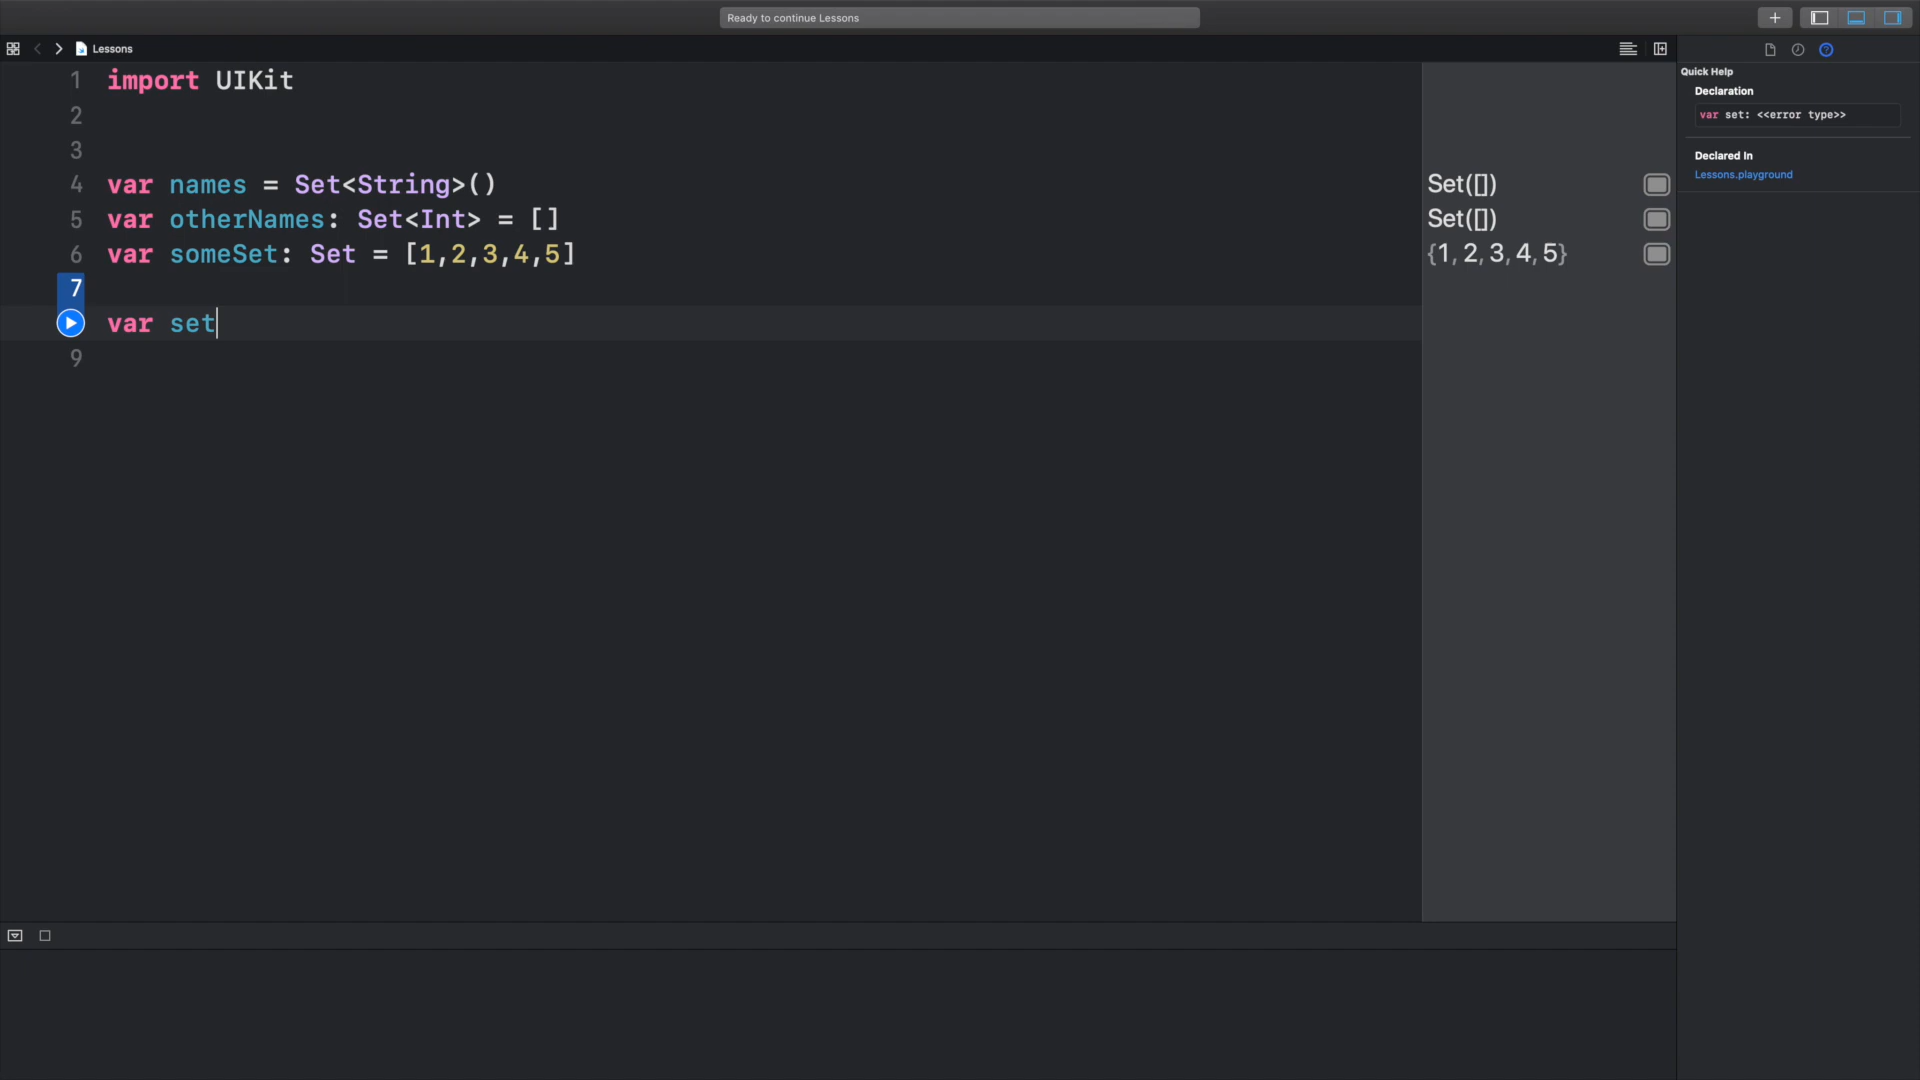 Ready to continue Lessons
Lessons
1 import UIKit
2
3
4 var names = Set<String>()
5 var otherNames: Set<Int> = []
6 var someSet: Set = [1,2,3,4,5]
7
var set
9
Set([])
Set([])
{1, 2, 3, 4, 5}
Quick Help
Declaration
var set: <<error type>>
Declared In
Lessons.playground